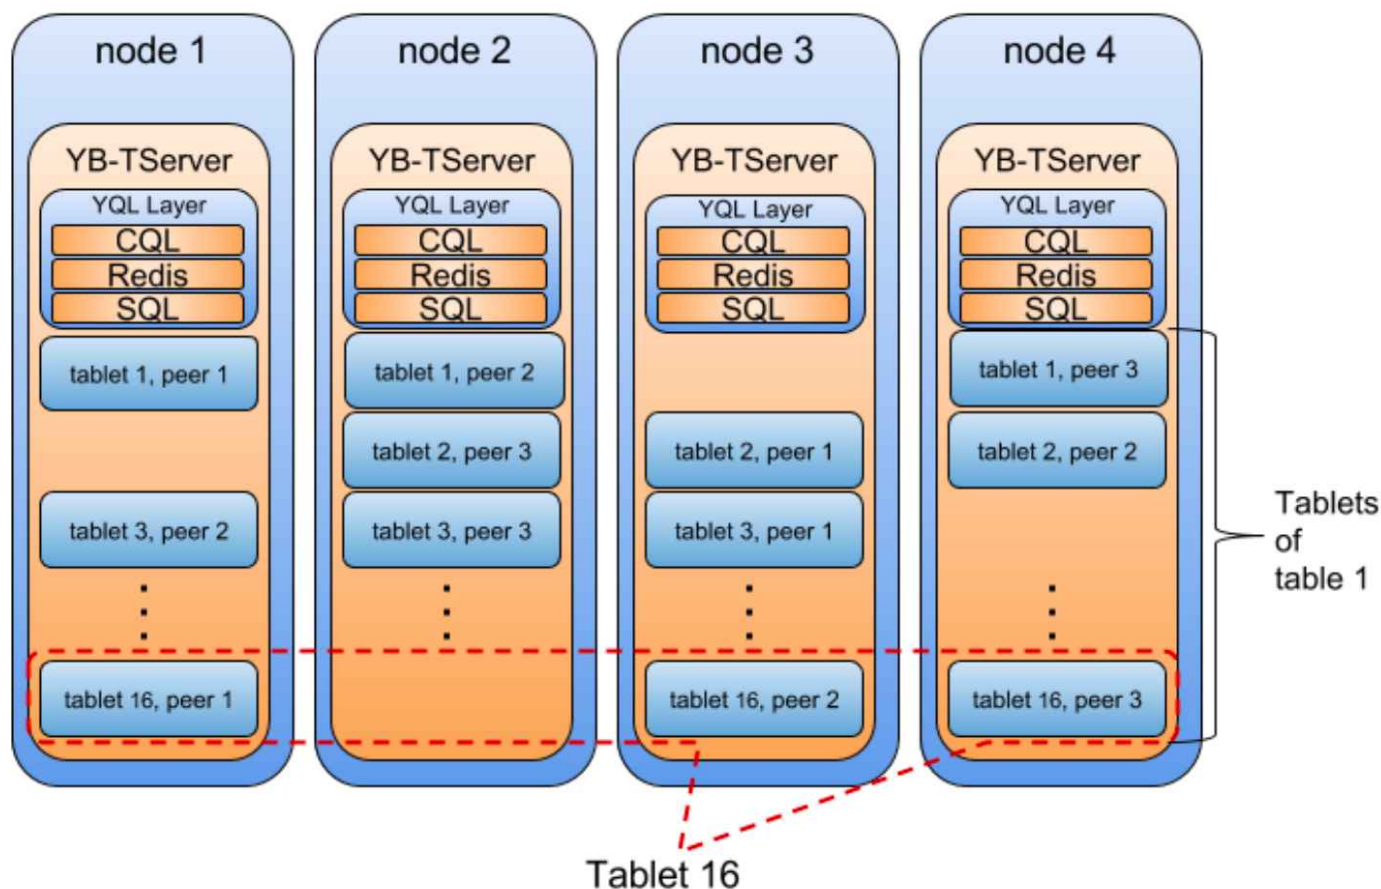 node 1
YB-TServer
YQL Layer
CQL
Redis
SQL
tablet 1, peer 1
tablet 3, peer 2
tablet 16, peer 1
node 2
YB-TServer
YQL Layer
CQL
Redis
SQL
tablet 1, peer 2
tablet 2, peer 3
tablet 3, peer 3
node 3
YB-TServer
YQL Layer
CQL
Redis
SQL
tablet 2, peer 1
tablet 3, peer 1
tablet 16, peer 2
node 4
YB-TServer
YQL Layer
CQL
Redis
SQL
tablet 1, peer 3
tablet 2, peer 2
tablet 16, peer 3
Tablets
of
table 1
Tablet 16